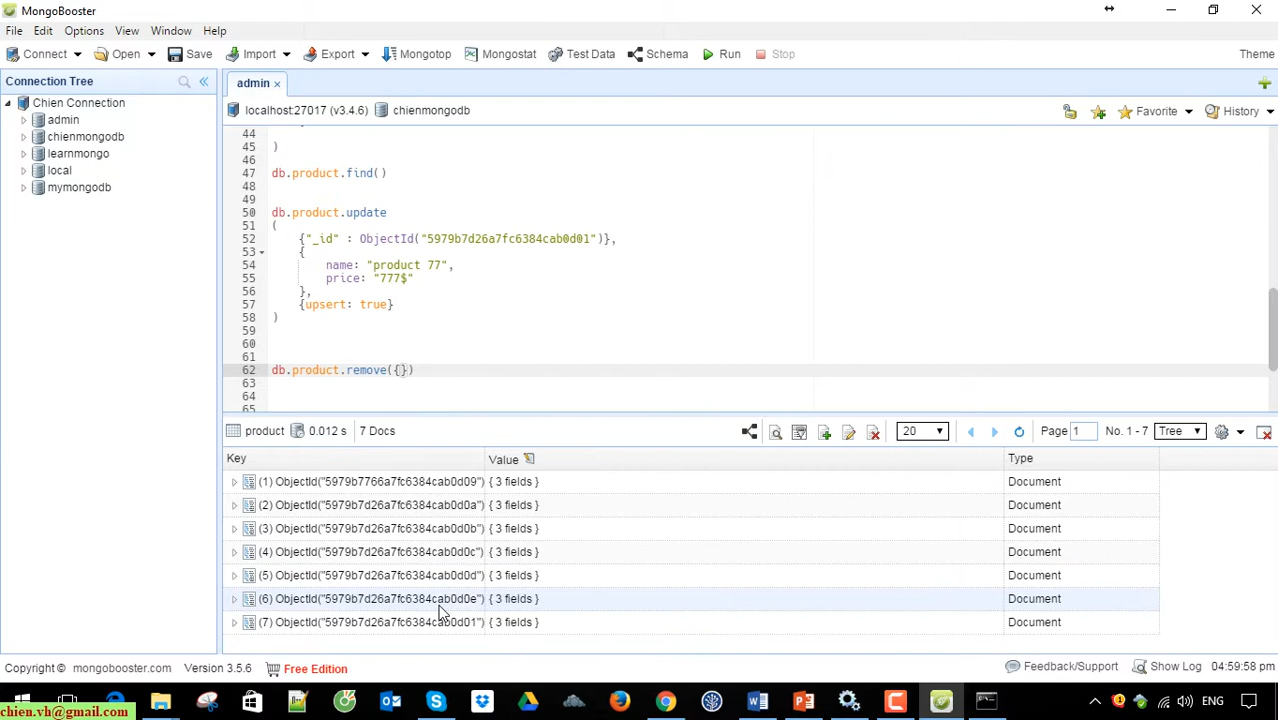 MongoBooster
File Edit Options View Window Help
Connect Open Save Import Export Mongotop Mongostat Test Data Schema Run Stop Theme
Connection Tree
admin ×
Chien Connection
admin
chienmongodb
learnmongo
local
mymongodb
localhost:27017 (v3.4.6) chienmongodb
Favorite History
44
45 )
46
47 db.product.find()
48
49
50 db.product.update
51 (
52 {"_id" : ObjectId("5979b7d26a7fc6384cab0d01")},
53 {
54 name: "product 77",
55 price: "777$"
56 },
57 {upsert: true}
58 )
59
60
61
62 db.product.remove({})
63
64
65
product 0.012 s 7 Docs
20 Page 1 No. 1 - 7 Tree
Key Value Type
(1) ObjectId("5979b7766a7fc6384cab0d09") { 3 fields } Document
(2) ObjectId("5979b7d26a7fc6384cab0d0a") { 3 fields } Document
(3) ObjectId("5979b7d26a7fc6384cab0d0b") { 3 fields } Document
(4) ObjectId("5979b7d26a7fc6384cab0d0c") { 3 fields } Document
(5) ObjectId("5979b7d26a7fc6384cab0d0d") { 3 fields } Document
(6) ObjectId("5979b7d26a7fc6384cab0d0e") { 3 fields } Document
(7) ObjectId("5979b7d26a7fc6384cab0d01") { 3 fields } Document
© mongobooster.com Version 3.5.6 Free Edition Feedback/Support Show Log 04:59:58 pm
ENG
chien.vh@gmail.com